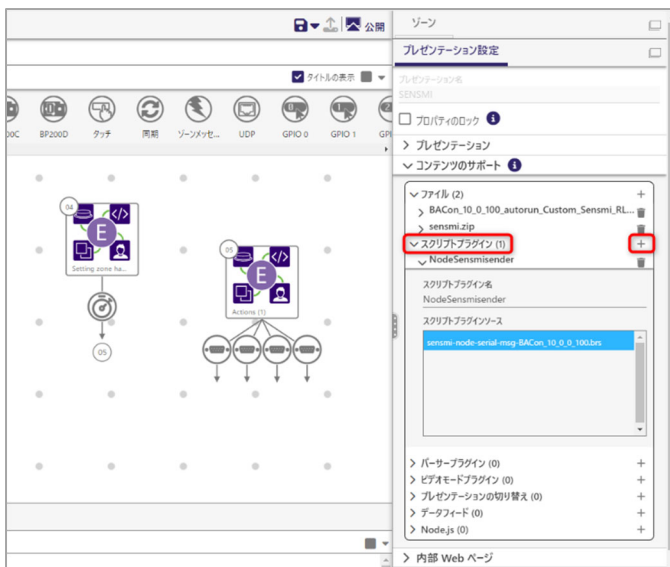 公開
タイトルの表示
00C
BP200D
タッチ
同期
ゾーンメッセ...
UDP
GPIO 0
GPIO 1
GPI
04
E
Setting zone ha...
05
05
E
Actions (1)
ゾーン
プレゼンテーション設定
プレゼンテーション名
SENSMI
プロパティのロック
プレゼンテーション
コンテンツのサポート
ファイル (2)
BACon_10_0_100_autorun_Custom_Sensmi_RL...
sensmi.zip
スクリプトプラグイン (1)
NodeSensmisender
スクリプトプラグイン名
NodeSensmisender
スクリプトプラグインソース
sensmi-node-serial-msg-BACon_10_0_0_100.brs
パーサープラグイン (0)
ビデオモードプラグイン (0)
プレゼンテーションの切り替え (0)
データフィード (0)
Node.js (0)
内部 Web ページ